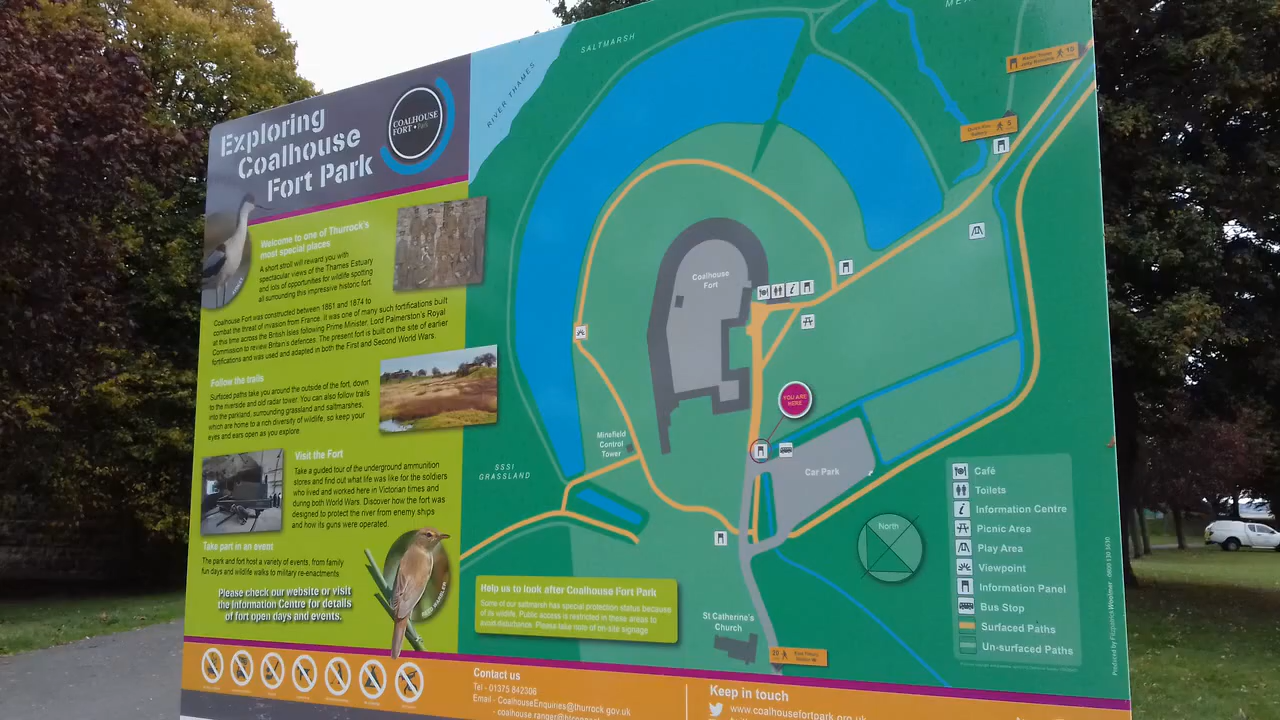 Exploring
Coalhouse
Fort Park
COALHOUSE
FORT • Park
Welcome to one of Thurrock's
most special places
A short stroll will reward you with
spectacular views of the Thames Estuary
and lots of opportunities for wildlife spotting
all surrounding this impressive historic fort.
Coalhouse Fort was constructed between 1861 and 1874 to
combat the threat of invasion from France. It was one of many such fortifications built
at this time across the British Isles following Prime Minister, Lord Palmerston's Royal
Commission to review Britain's defences. The present fort is built on the site of earlier
fortifications and was used and adapted in both the First and Second World Wars.
Follow the trails
Surfaced paths take you around the outside of the fort, down
to the riverside and old radar tower. You can also follow trails
into the parkland, surrounding grassland and saltmarshes,
which are home to a rich diversity of wildlife, so keep your
eyes and ears open as you explore.
Visit the Fort
Take a guided tour of the underground ammunition
stores and find out what life was like for the soldiers
who lived and worked here in Victorian times and
during both World Wars. Discover how the fort was
designed to protect the river from enemy ships
and how its guns were operated.
Take part in an event
The park and fort host a variety of events, from family
fun days and wildlife walks to military re-enactments
Please check our website or visit
the Information Centre for details
of fort open days and events.
REED WARBLER
RIVER THAMES
SALTMARSH
Coalhouse
Fort
YOU ARE
HERE
Minefield
Control
Tower
SSSI
GRASSLAND
Car Park
North
St Catherine's
Church
10
5
20
Help us to look after Coalhouse Fort Park
Some of our saltmarsh has special protection status because
of its wildlife. Public access is restricted in these areas to
avoid disturbance. Please take note of on-site signage
Café
Toilets
Information Centre
Picnic Area
Play Area
Viewpoint
Information Panel
Bus Stop
Surfaced Paths
Un-surfaced Paths
Produced by Fitzpatrick Woolmer
Contact us
Tel - 01375 842306
Email - CoalhouseEnquiries@thurrock.gov.uk
Keep in touch
www.coalhousefortpark.org.uk